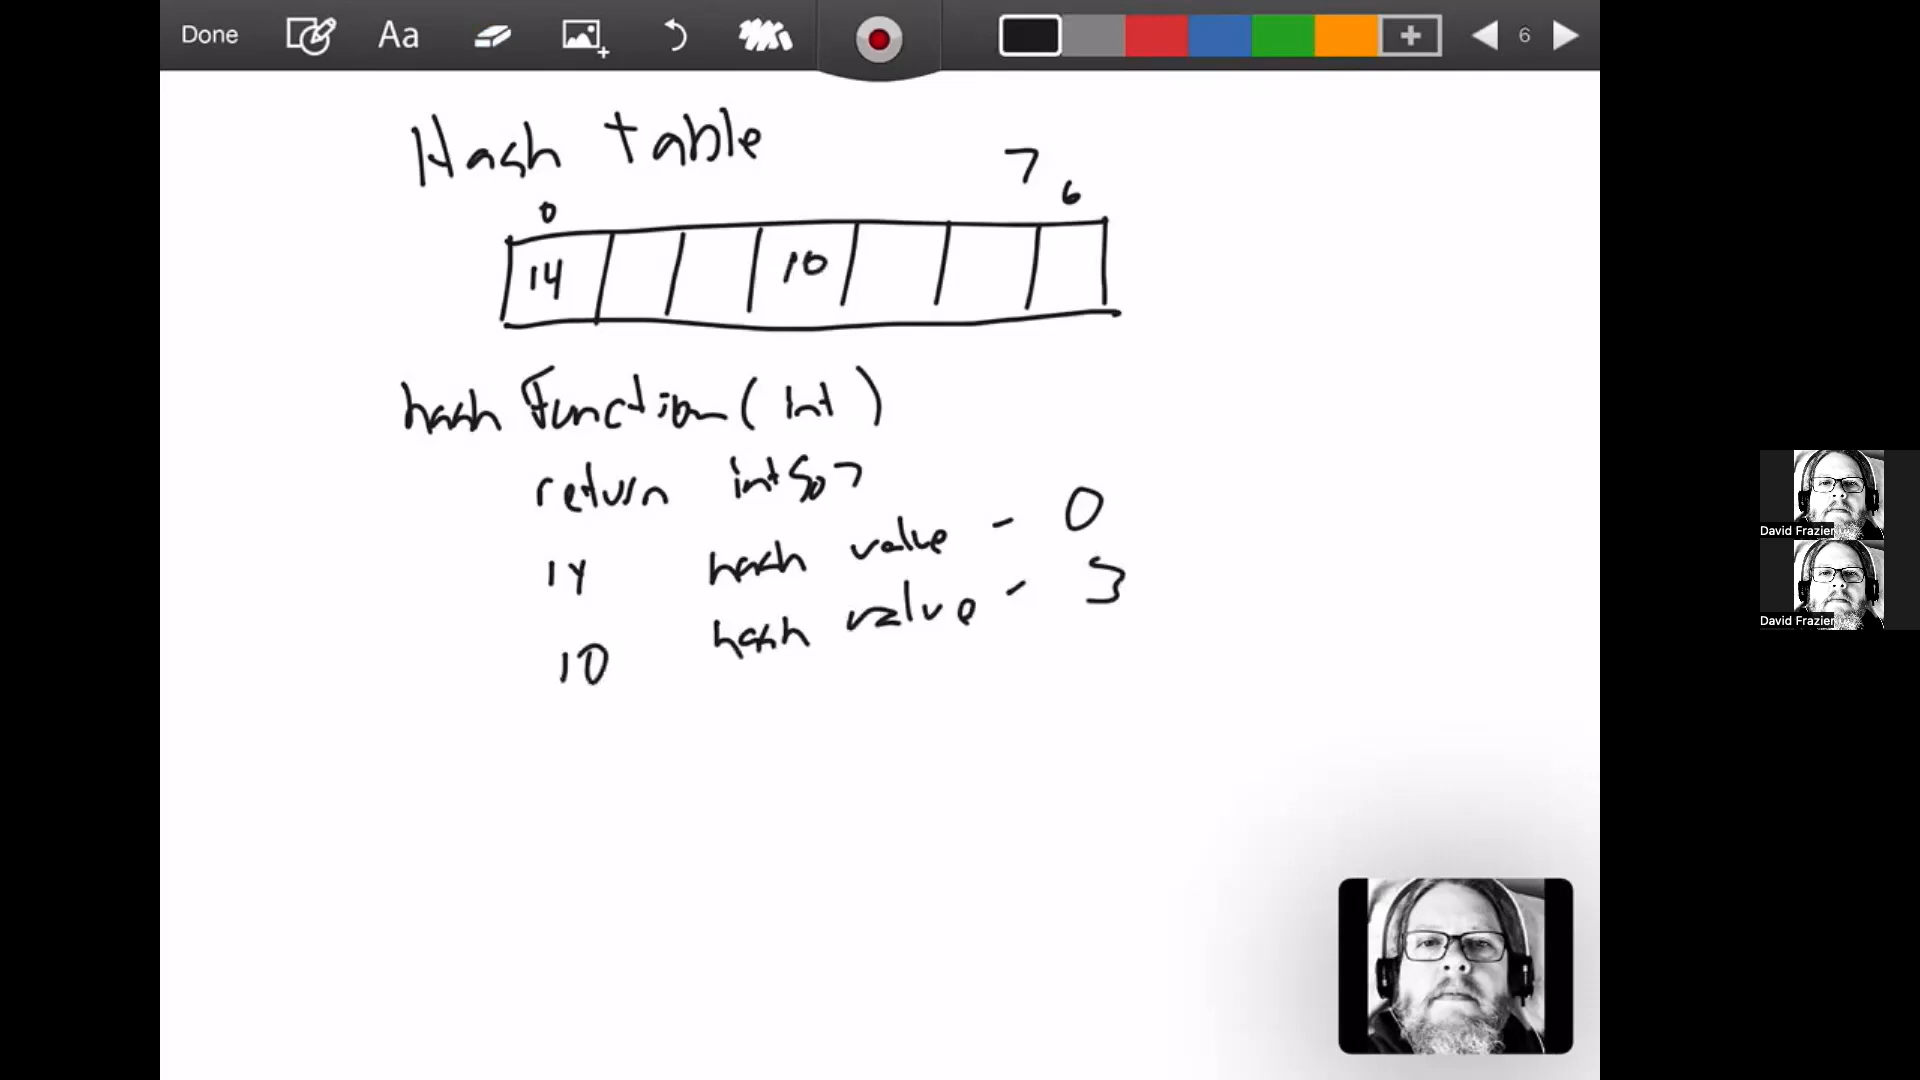 Done Aa 6
Hash table
7
0 6
14 10
hash Function( int )
return int % 7
14 hash value - 0
10 hash value - 3
David Frazier
David Frazier